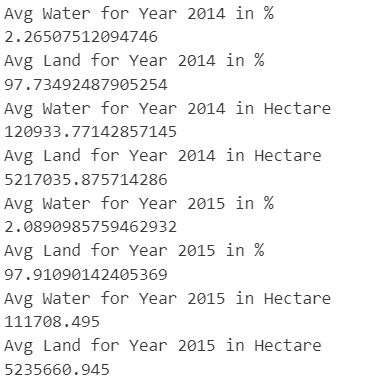 Avg Water for Year 2014 in %
2.26507512094746
Avg Land for Year 2014 in %
97.73492487905254
Avg Water for Year 2014 in Hectare
120933.77142857145
Avg Land for Year 2014 in Hectare
5217035.875714286
Avg Water for Year 2015 in %
2.0890985759462932
Avg Land for Year 2015 in %
97.91090142405369
Avg Water for Year 2015 in Hectare
111708.495
Avg Land for Year 2015 in Hectare
5235660.945